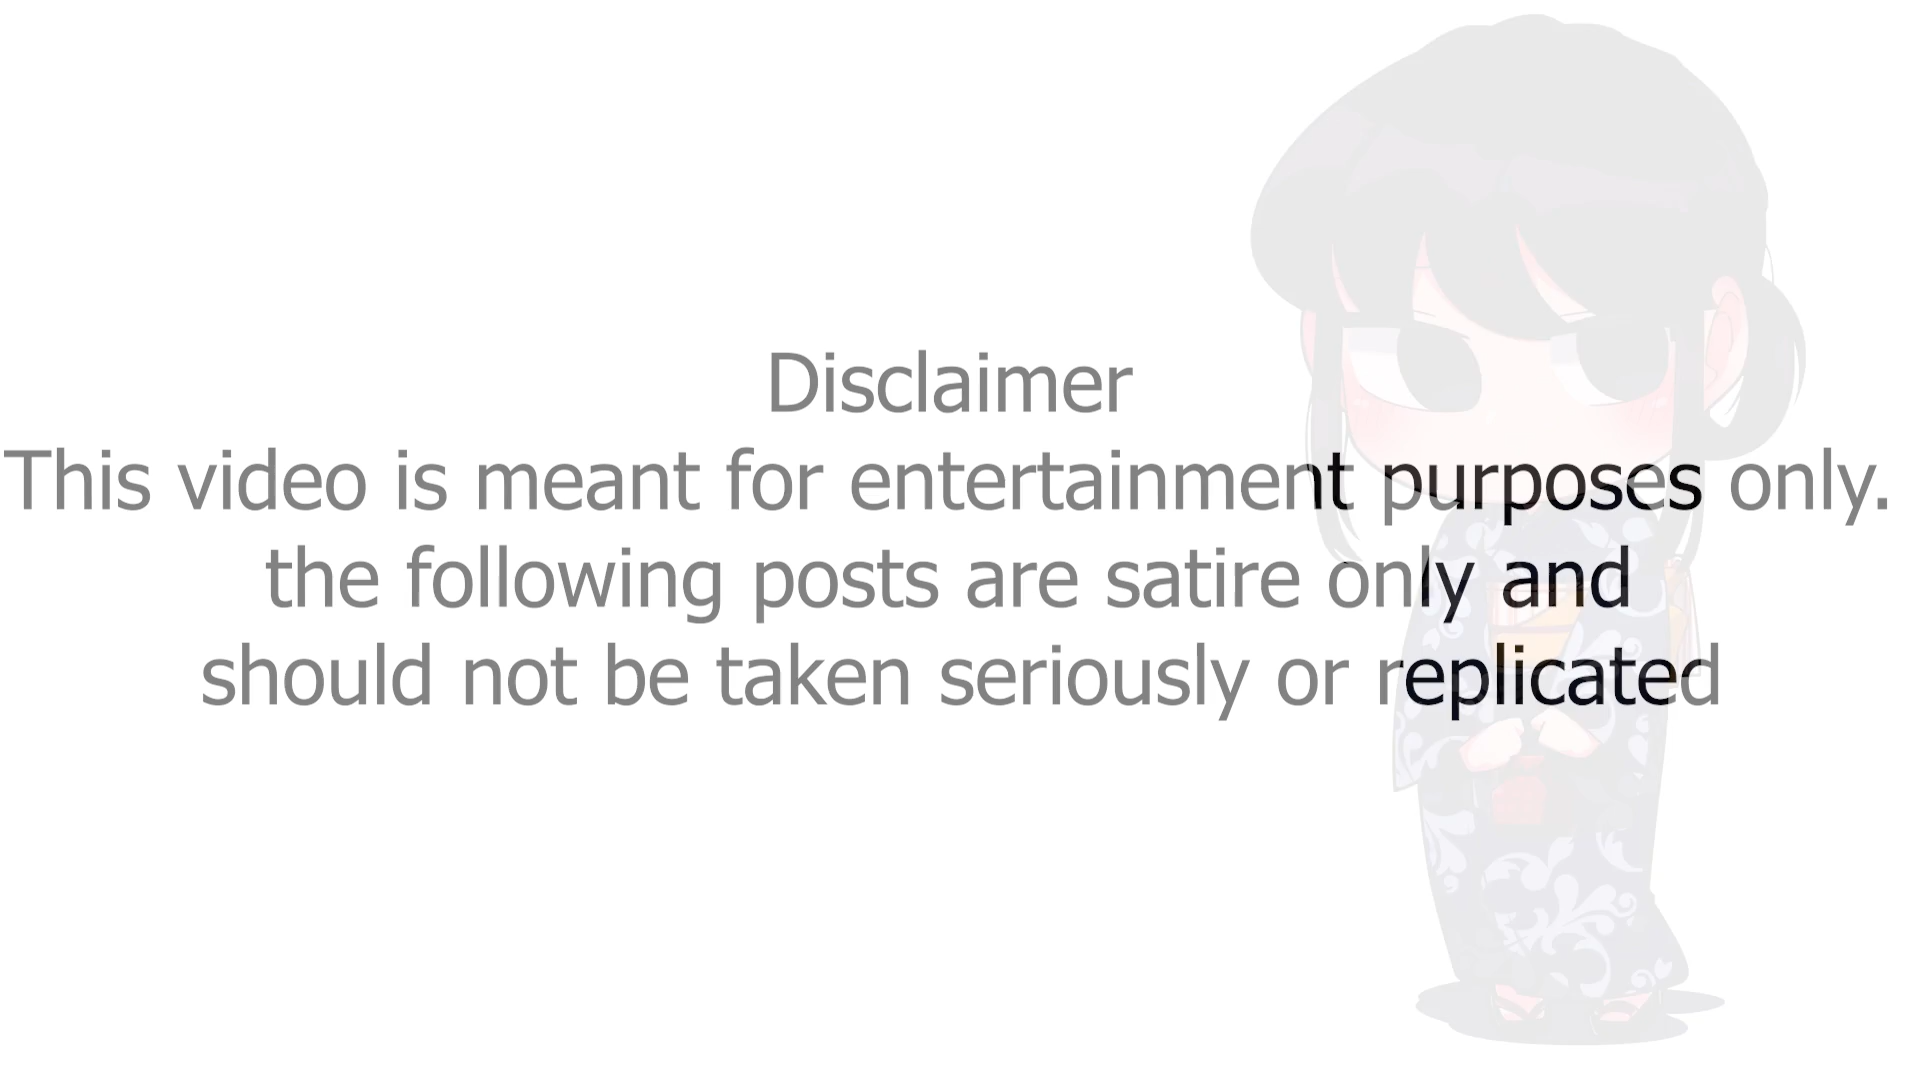 Disclaimer
This video is meant for entertainment purposes only.
the following posts are satire only and
should not be taken seriously or replicated